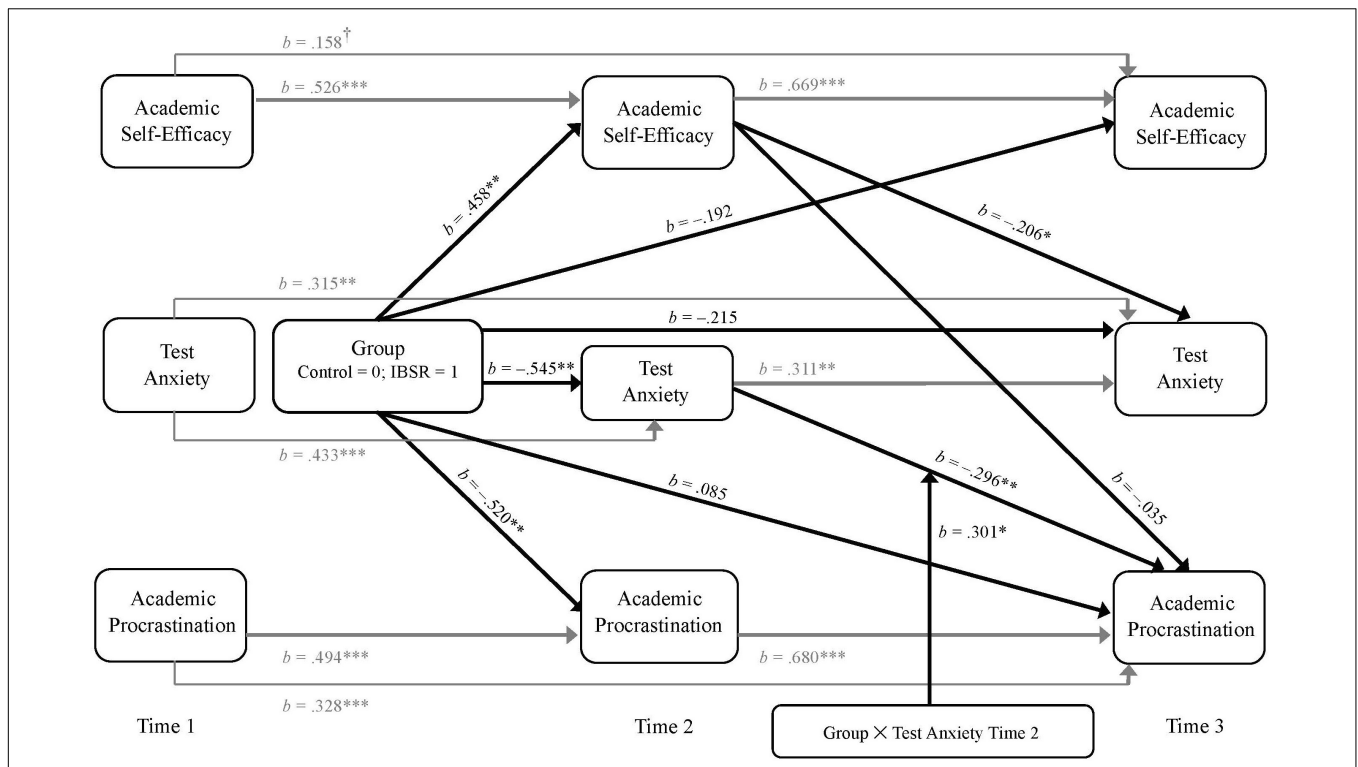 b = .158†
b = .526***
b = .669***
Academic
Self-Efficacy
Academic
Self-Efficacy
Academic
Self-Efficacy
b = .458**
b = –.192
b = –.206*
b = .315**
b = –.215
Test
Anxiety
Group
Control = 0; IBSR = 1
b = –.545**
Test
Anxiety
b = .311**
Test
Anxiety
b = .433***
b = –.520**
b = .085
b = –.296**
b = –.035
b = .301*
Academic
Procrastination
Academic
Procrastination
Academic
Procrastination
b = .494***
b = .680***
b = .328***
Time 1
Time 2
Group × Test Anxiety Time 2
Time 3